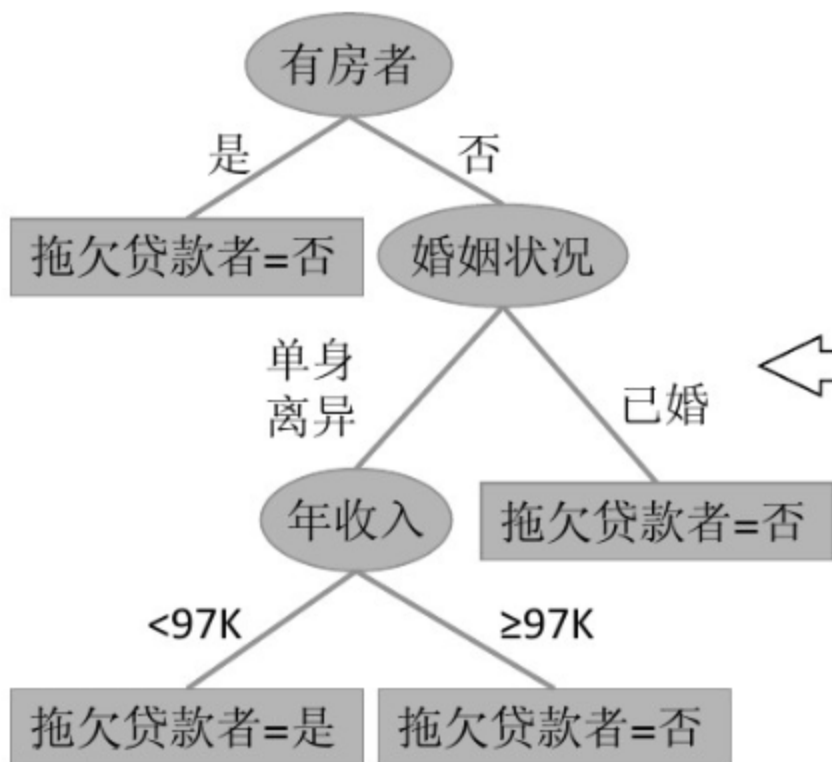 有房者
是
否
拖欠贷款者=否
婚姻状况
单身
离异
已婚
年收入
拖欠贷款者=否
<97K
≥97K
拖欠贷款者=是
拖欠贷款者=否